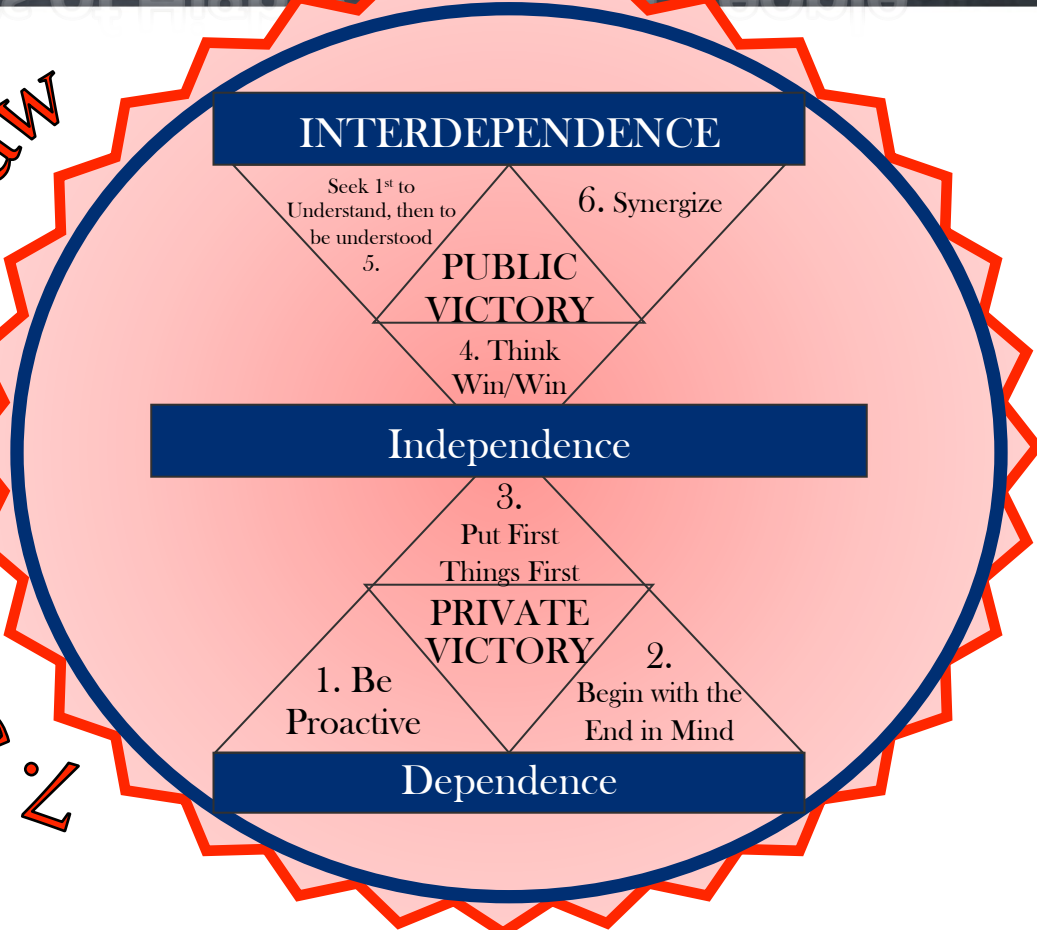 INTERDEPENDENCE
Seek 1st to
Understand, then to
be understood
5.
6. Synergize
PUBLIC
VICTORY
4. Think
Win/Win
Independence
3.
Put First
Things First
PRIVATE
VICTORY
1. Be
Proactive
2.
Begin with the
End in Mind
Dependence
7.